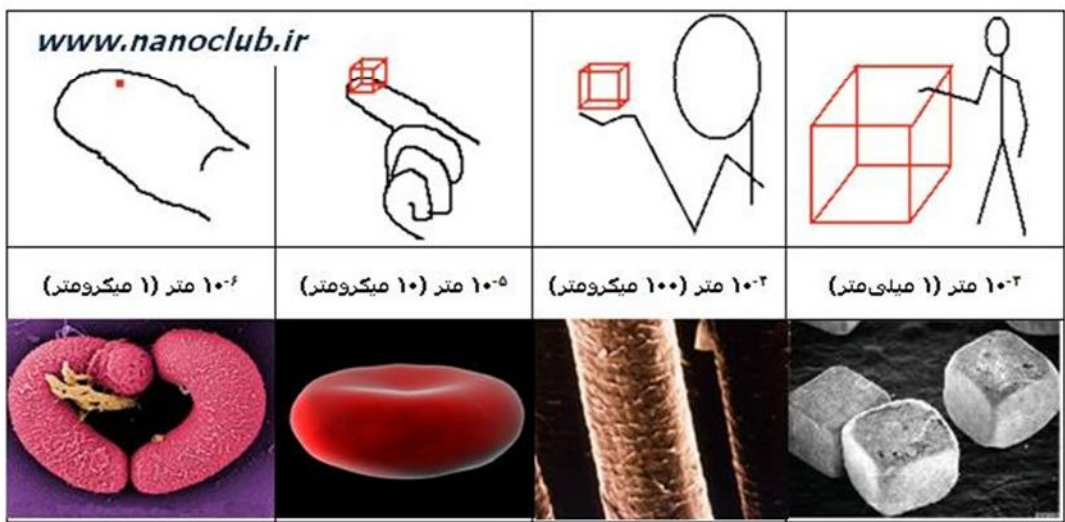 www.nanoclub.ir
۱۰⁻۳ متر (۱ میلی‌متر)
۱۰⁻۴ متر (۱۰۰ میکرومتر)
۱۰⁻۵ متر (۱۰ میکرومتر)
۱۰⁻۶ متر (۱ میکرومتر)